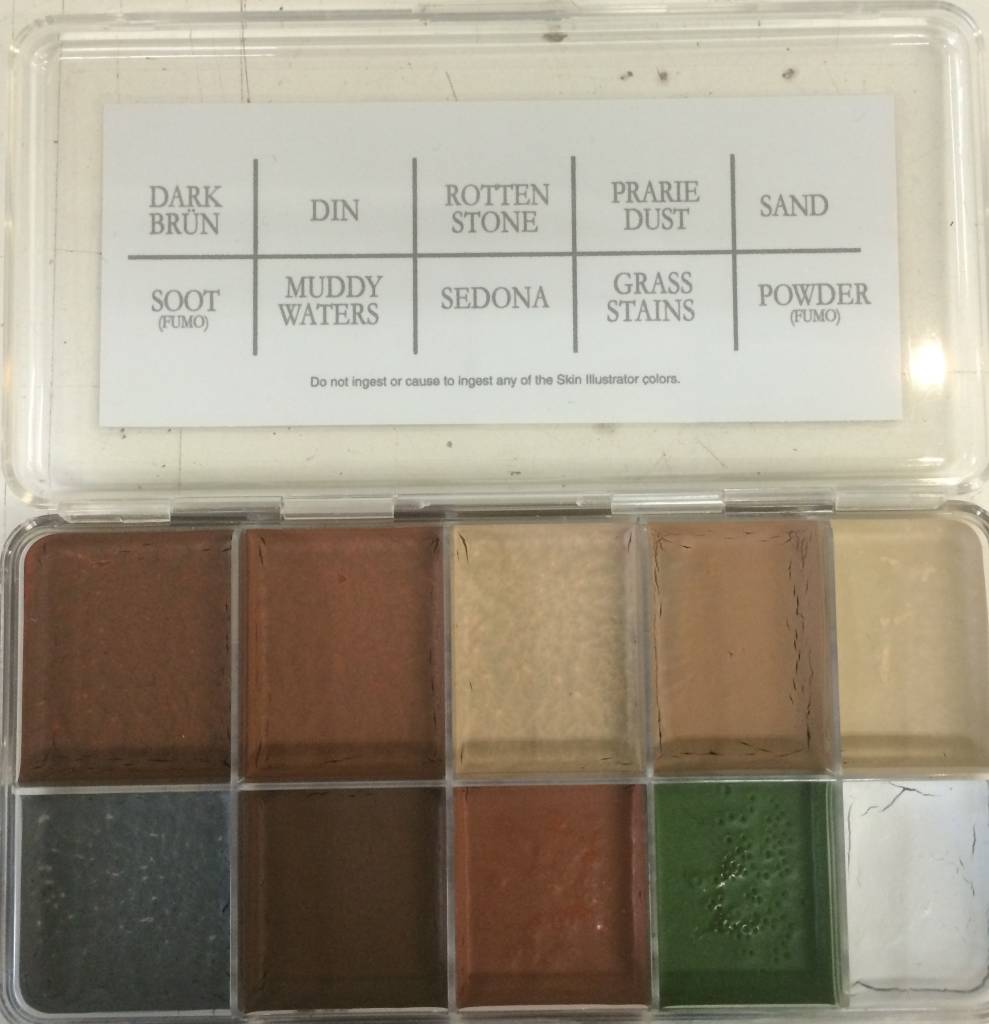 DARK
BRÜN
DIN
ROTTEN
STONE
PRARIE
DUST
SAND
SOOT
(FUMO)
MUDDY
WATERS
SEDONA
GRASS
STAINS
POWDER
(FUMO)
Do not ingest or cause to ingest any of the Skin Illustrator colors.